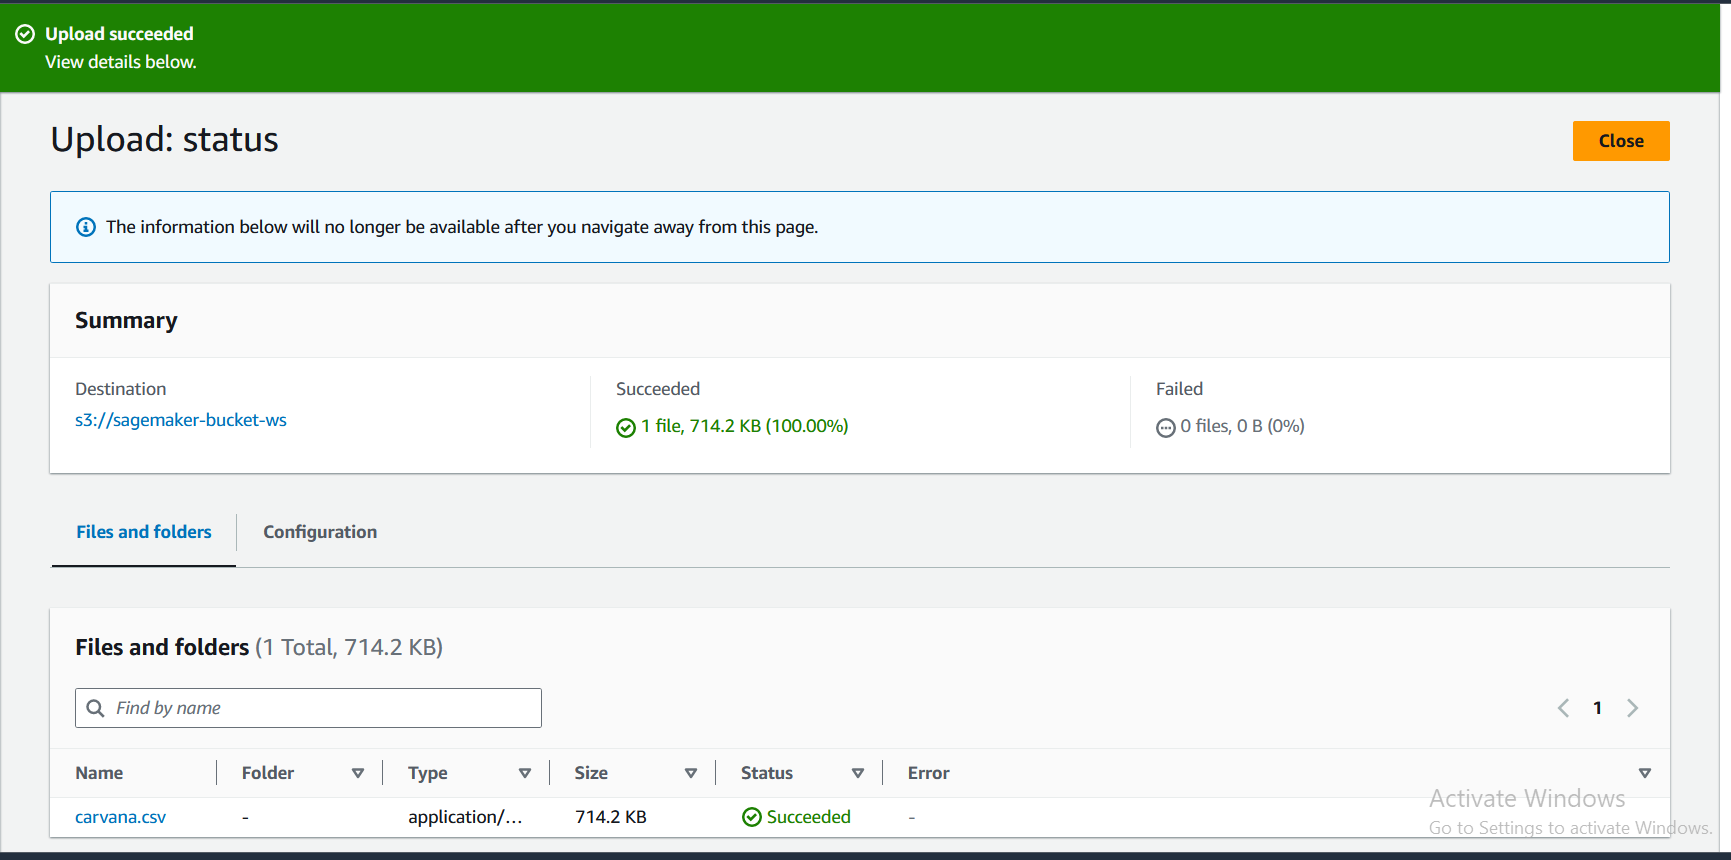 Upload succeeded
View details below.
Upload: status
Close
The information below will no longer be available after you navigate away from this page.
Summary
Destination
s3://sagemaker-bucket-ws
Succeeded
1 file, 714.2 KB (100.00%)
Failed
0 files, 0 B (0%)
Files and folders
Configuration
Files and folders (1 Total, 714.2 KB)
Find by name
1
Name Folder Type Size Status Error
carvana.csv - application/... 714.2 KB Succeeded -
Activate Windows
Go to Settings to activate Windows.